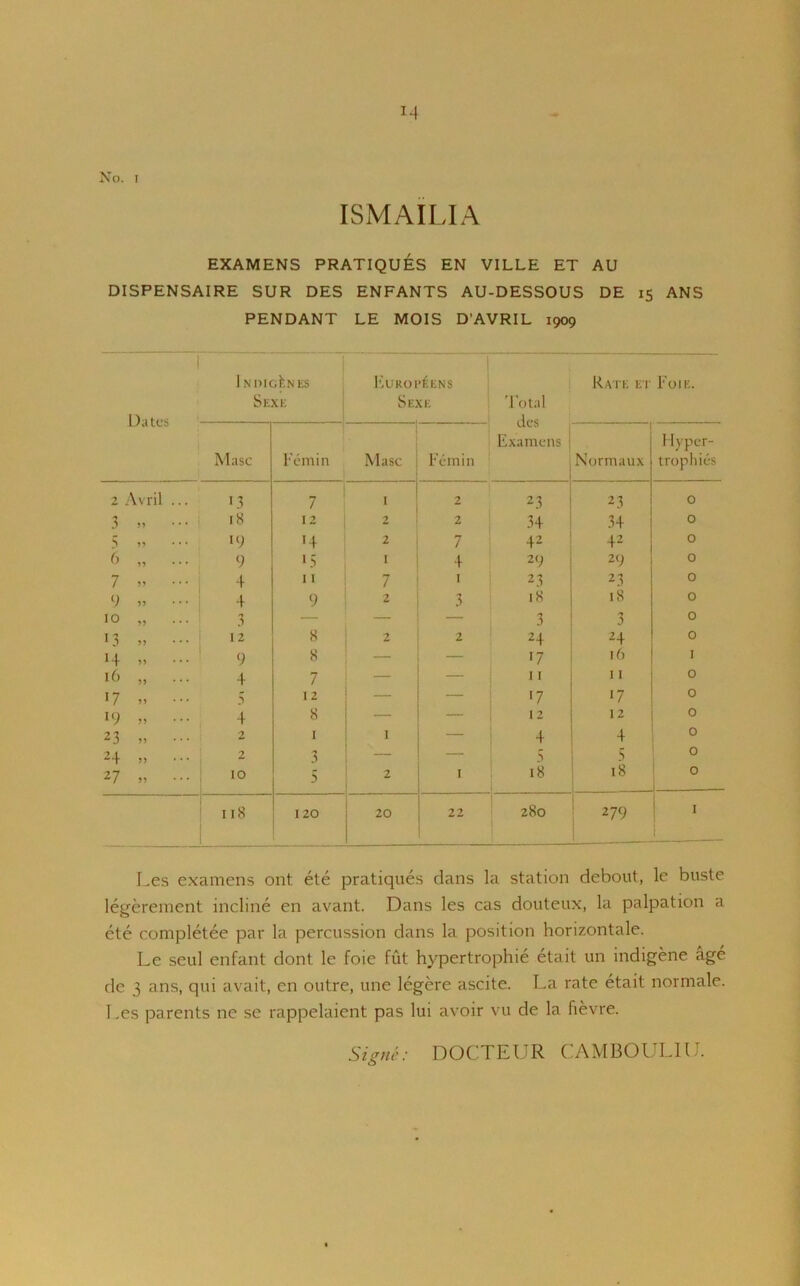 14
No. 1
ISMAÏLIA
EXAMENS PRATIQUÉS EN VILLE ET AU
DISPENSAIRE SUR DES ENFANTS AU-DESSOUS DE 15 ANS
PENDANT LE MOIS D'AVRIL 1909
Dates | Indigènes Sexe | Européens Sexe | Total des Examens | Rate et Foie.
Masc | Fémin | Masc | Fémin | Normaux | Hyper-trophiés
2 Avril ... 13 7 1 2 23 23 0
3 „ ... 18 12 2 2 34 34 0
5 „ ... 19 14 2 7 42 42 0
6 „ ... 9 15 1 4 29 29 0
7 „ ... 4 11 7 1 23 23 0
9 „ ... 4 9 2 3 18 18 0
10 „ ... 3 — — — 3 3 0
13 „ ... 12 8 2 2 24 24 0
14 „ ... 9 8 — — 17 16 1
16 „ ... 4 7 — — 11 11 0
17 „ ... 5 12 — — 17 17 0
19 „ ... 4 8 — — 12 12 0
23 „ ... 2 1 1 — 4 4 0
24 „ ... 2 3 — — 5 5 0
27 „ ... 10 5 2 1 18 18 0
118 120 20 22 280 279 1
Les examens ont été pratiqués dans la station debout, le buste
légèrement incliné en avant. Dans les cas douteux, la palpation a
été complétée par la percussion dans la position horizontale.
Le seul enfant dont le foie fût hypertrophié était un indigène âgé
de 3 ans, qui avait, en outre, une légère ascite. La rate était normale.
Les parents ne se rappelaient pas lui avoir vu de la fièvre.
Signé: DOCTEUR CAMBOULIU.